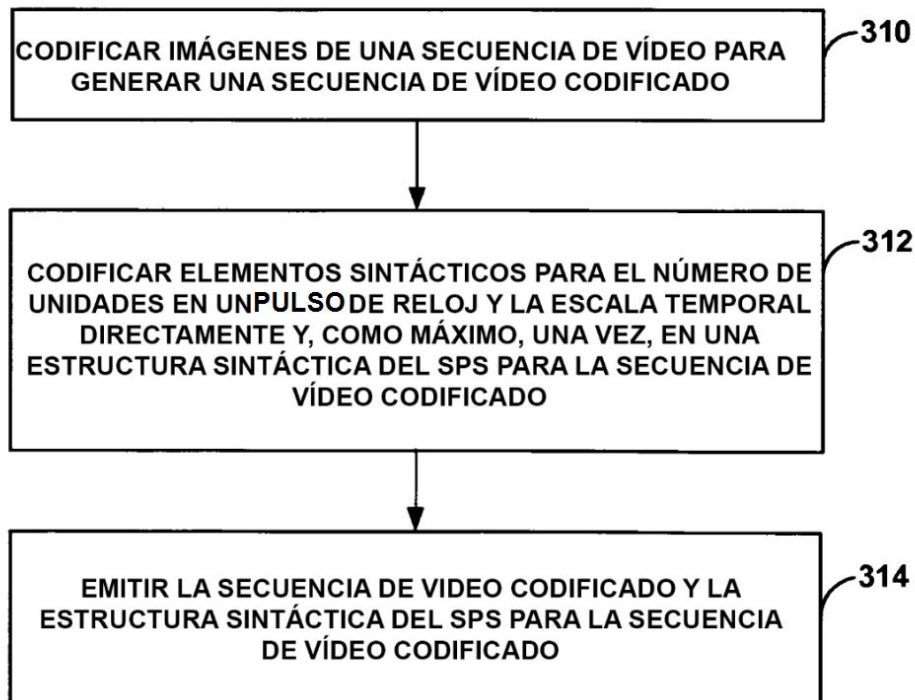 CODIFICAR IMÁGENES DE UNA SECUENCIA DE VÍDEO PARA
GENERAR UNA SECUENCIA DE VÍDEO CODIFICADO
310
CODIFICAR ELEMENTOS SINTÁCTICOS PARA EL NÚMERO DE
UNIDADES EN UNPULSO DE RELOJ Y LA ESCALA TEMPORAL
DIRECTAMENTE Y, COMO MÁXIMO, UNA VEZ, EN UNA
ESTRUCTURA SINTÁCTICA DEL SPS PARA LA SECUENCIA DE
VÍDEO CODIFICADO
312
EMITIR LA SECUENCIA DE VIDEO CODIFICADO Y LA
ESTRUCTURA SINTÁCTICA DEL SPS PARA LA SECUENCIA
DE VÍDEO CODIFICADO
314